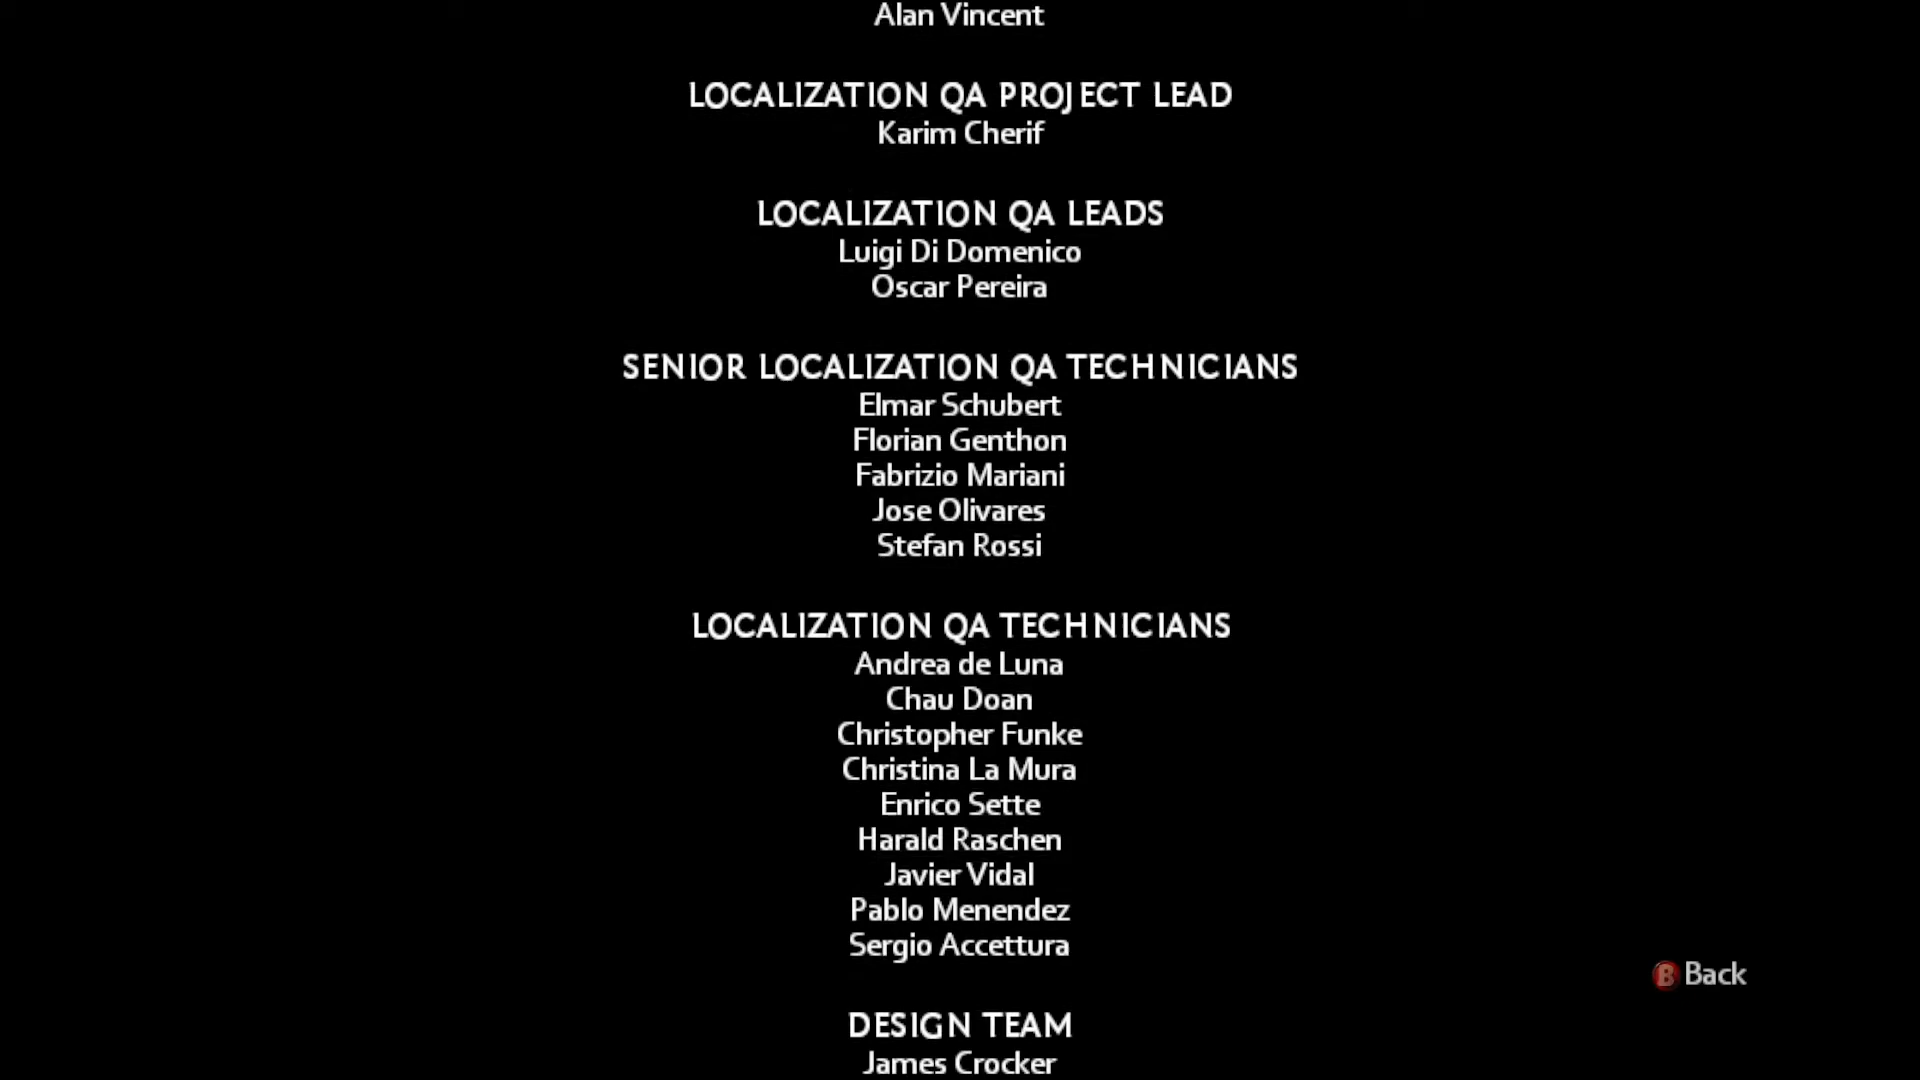 Alan Vincent
LOCALIZATION QA PROJECT LEAD
Karim Cherif
LOCALIZATION QA LEADS
Luigi Di Domenico
Oscar Pereira
SENIOR LOCALIZATION QA TECHNICIANS
Elmar Schubert
Florian Genthon
Fabrizio Mariani
Jose Olivares
Stefan Rossi
LOCALIZATION QA TECHNICIANS
Andrea de Luna
Chau Doan
Christopher Funke
Christina La Mura
Enrico Sette
Harald Raschen
Javier Vidal
Pablo Menendez
Sergio Accettura
B Back
DESIGN TEAM
James Crocker